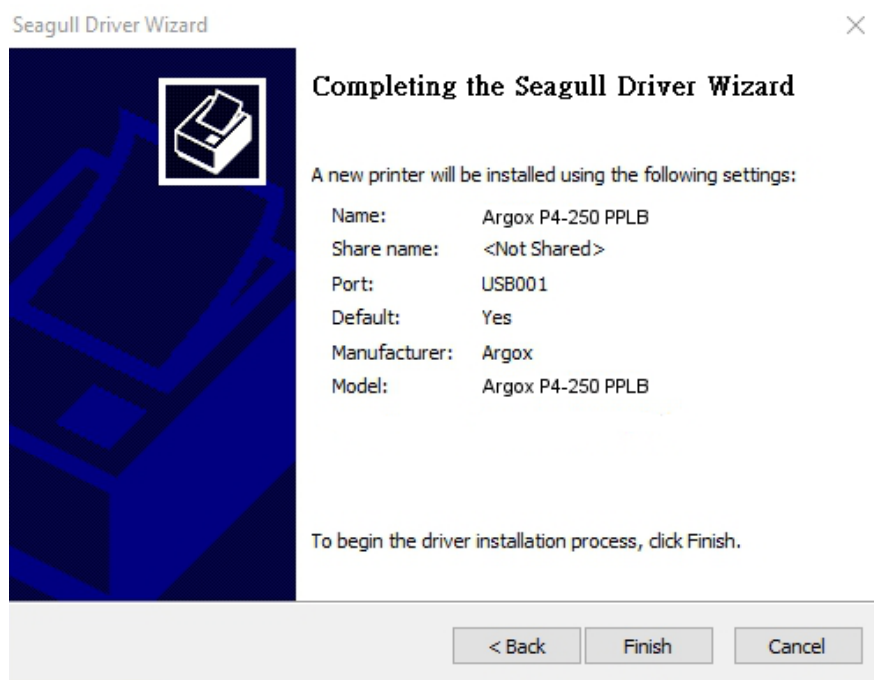 Seagull Driver Wizard
Completing the Seagull Driver Wizard
A new printer will be installed using the following settings:
Name: Argox P4-250 PPLB
Share name: <Not Shared>
Port: USB001
Default: Yes
Manufacturer: Argox
Model: Argox P4-250 PPLB
To begin the driver installation process, click Finish.
< Back Finish Cancel